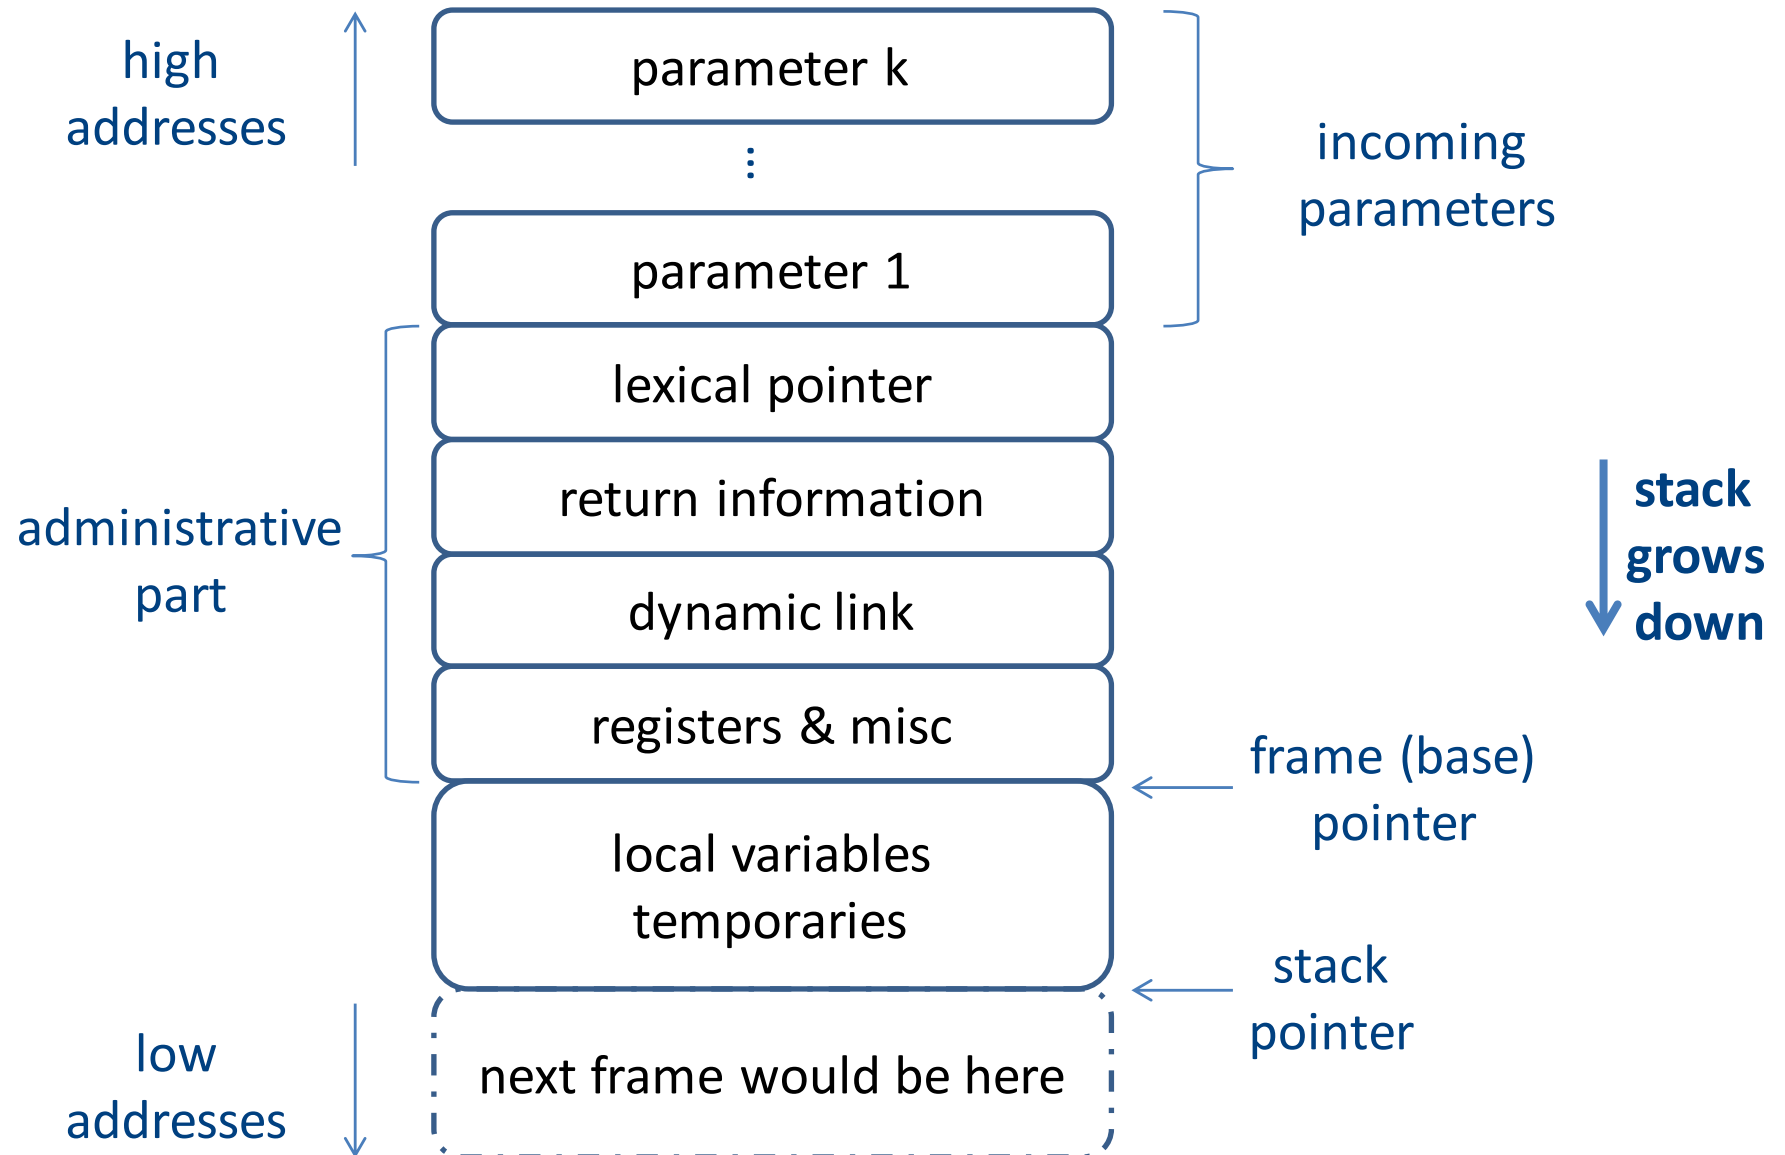 high
addresses
parameter k
...
incoming
parameters
parameter 1
lexical pointer
return information
administrative
part
dynamic link
registers & misc
stack
grows
down
frame (base)
pointer
local variables
temporaries
stack
pointer
low
addresses
next frame would be here